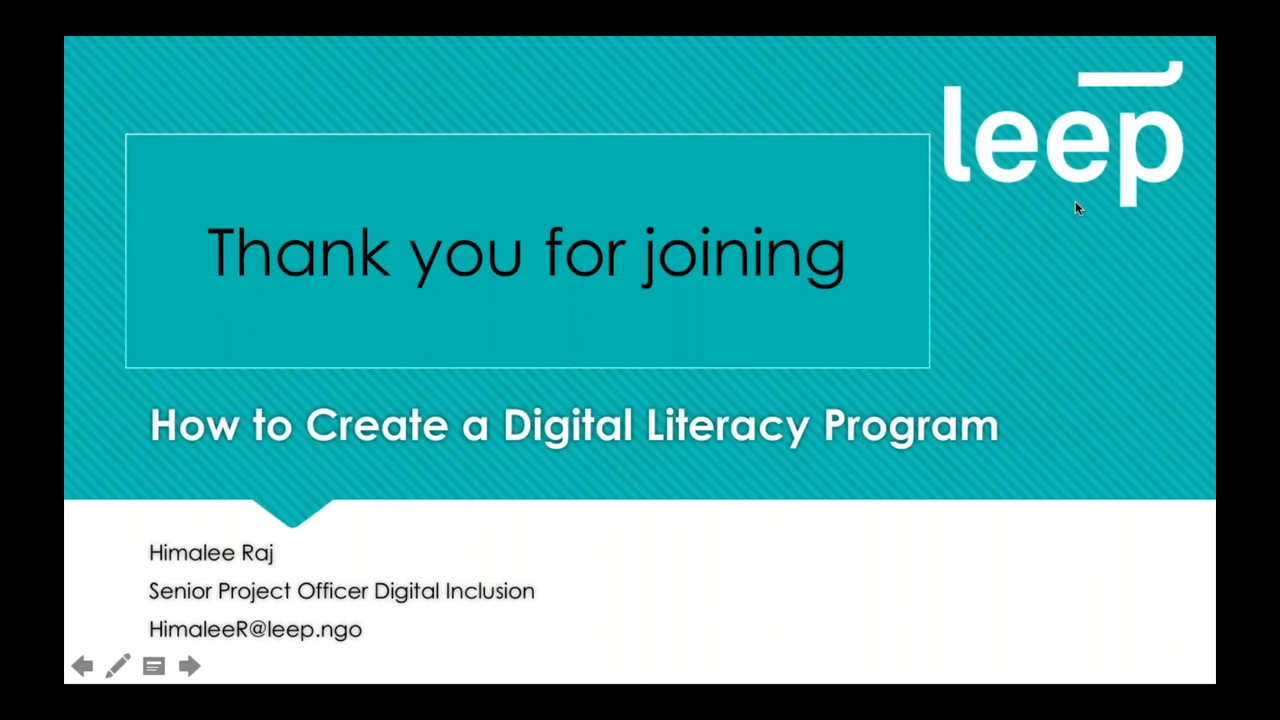 leep
Thank you for joining
How to Create a Digital Literacy Program
Himalee Raj
Senior Project Officer Digital Inclusion
HimaleeR@leep.ngo